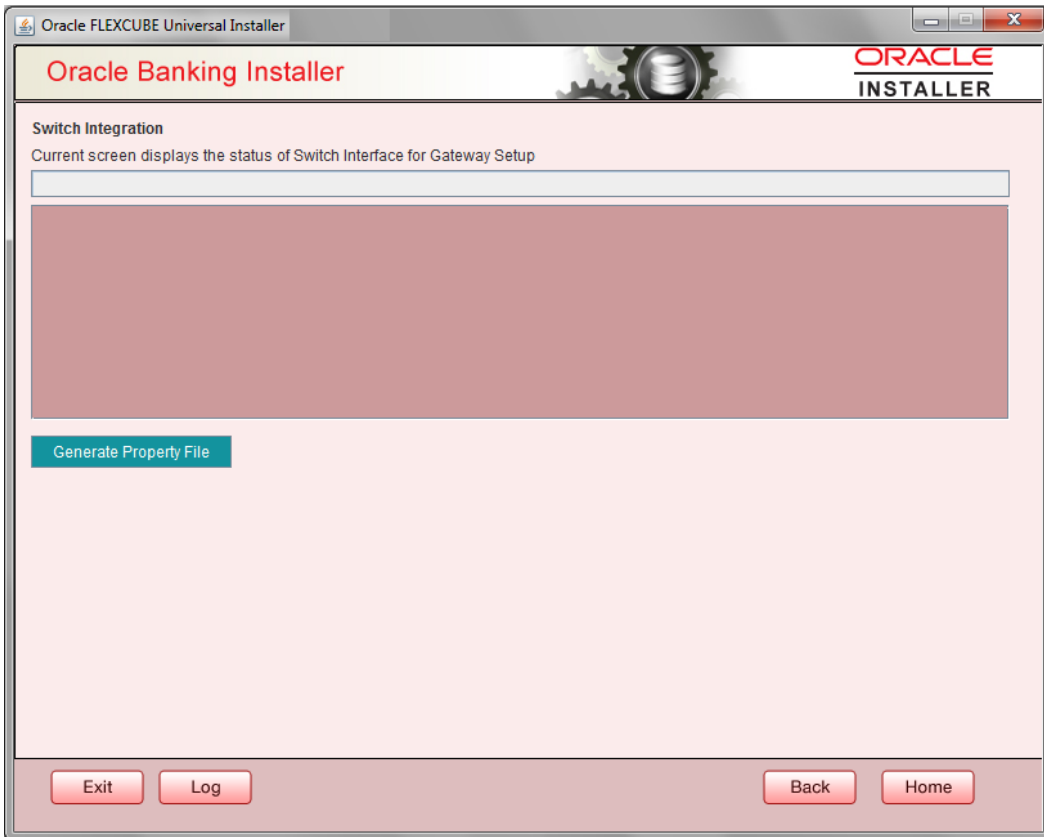 Oracle FLEXCUBE Universal Installer
Oracle Banking Installer
ORACLE
INSTALLER
Switch Integration
Current screen displays the status of Switch Interface for Gateway Setup
Generate Property File
Exit
Log
Back
Home